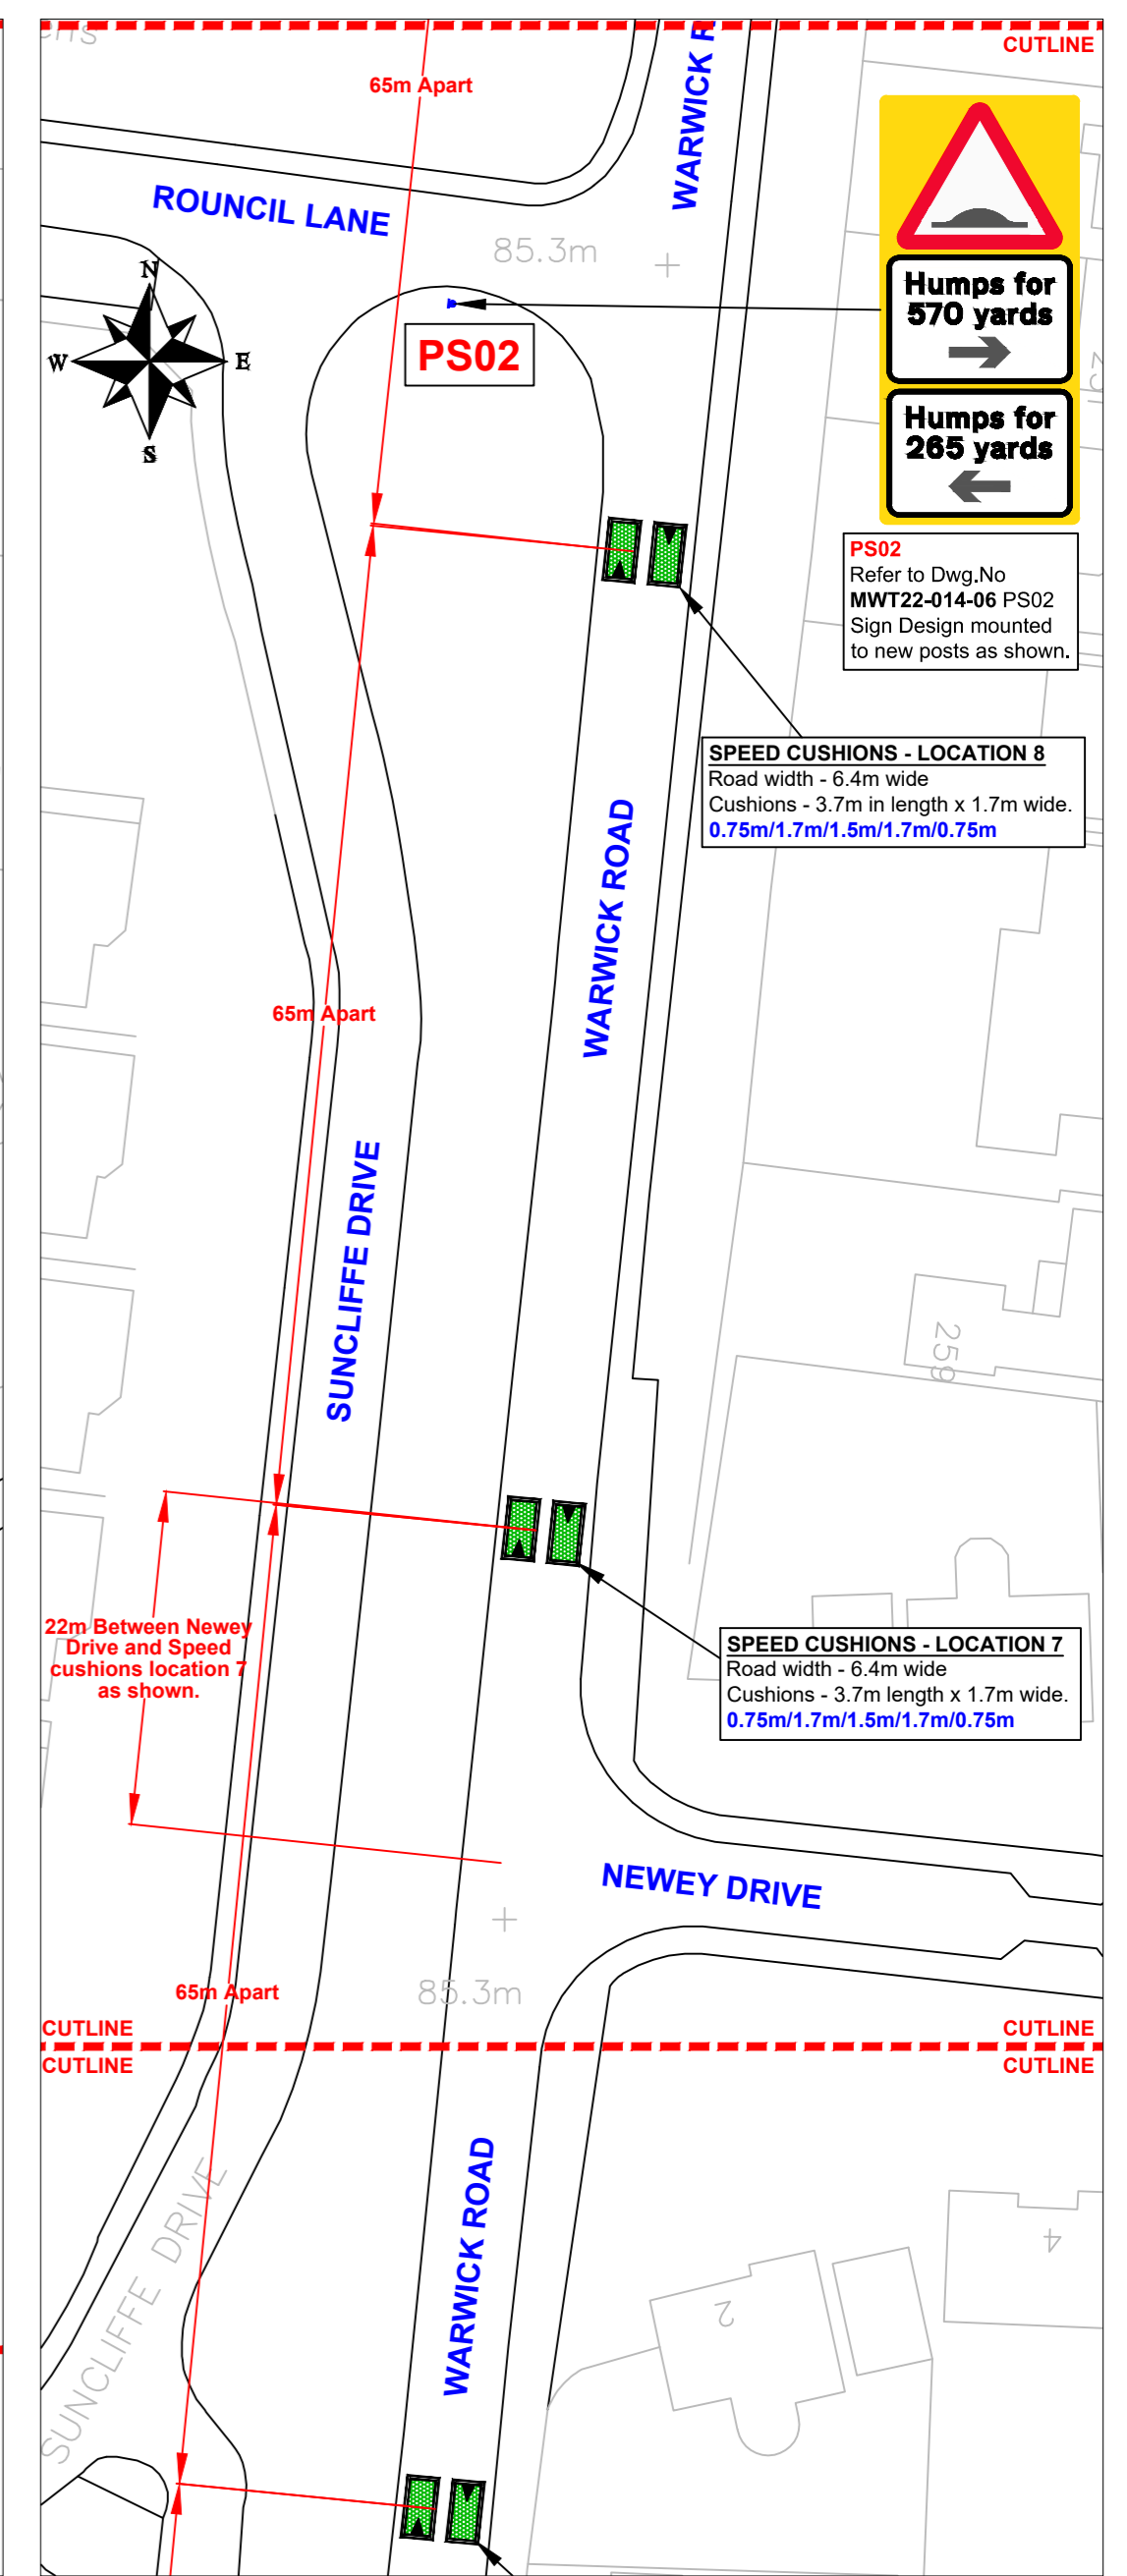 CUTLINE
65m Apart
WARWICK R
ROUNCIL LANE
85.3m
N
W
E
S
PS02
Humps for
570 yards
Humps for
265 yards
PS02
Refer to Dwg.No
MWT22-014-06 PS02
Sign Design mounted
to new posts as shown.
SPEED CUSHIONS - LOCATION 8
Road width - 6.4m wide
Cushions - 3.7m in length x 1.7m wide.
0.75m/1.7m/1.5m/1.7m/0.75m
WARWICK ROAD
65m Apart
SUNCLIFFE DRIVE
259
22m Between Newey
Drive and Speed
cushions location 7
as shown.
SPEED CUSHIONS - LOCATION 7
Road width - 6.4m wide
Cushions - 3.7m length x 1.7m wide.
0.75m/1.7m/1.5m/1.7m/0.75m
NEWEY DRIVE
85.3m
65m Apart
CUTLINE
CUTLINE
CUTLINE
CUTLINE
WARWICK ROAD
SUNCLIFFE DRIVE
4
2